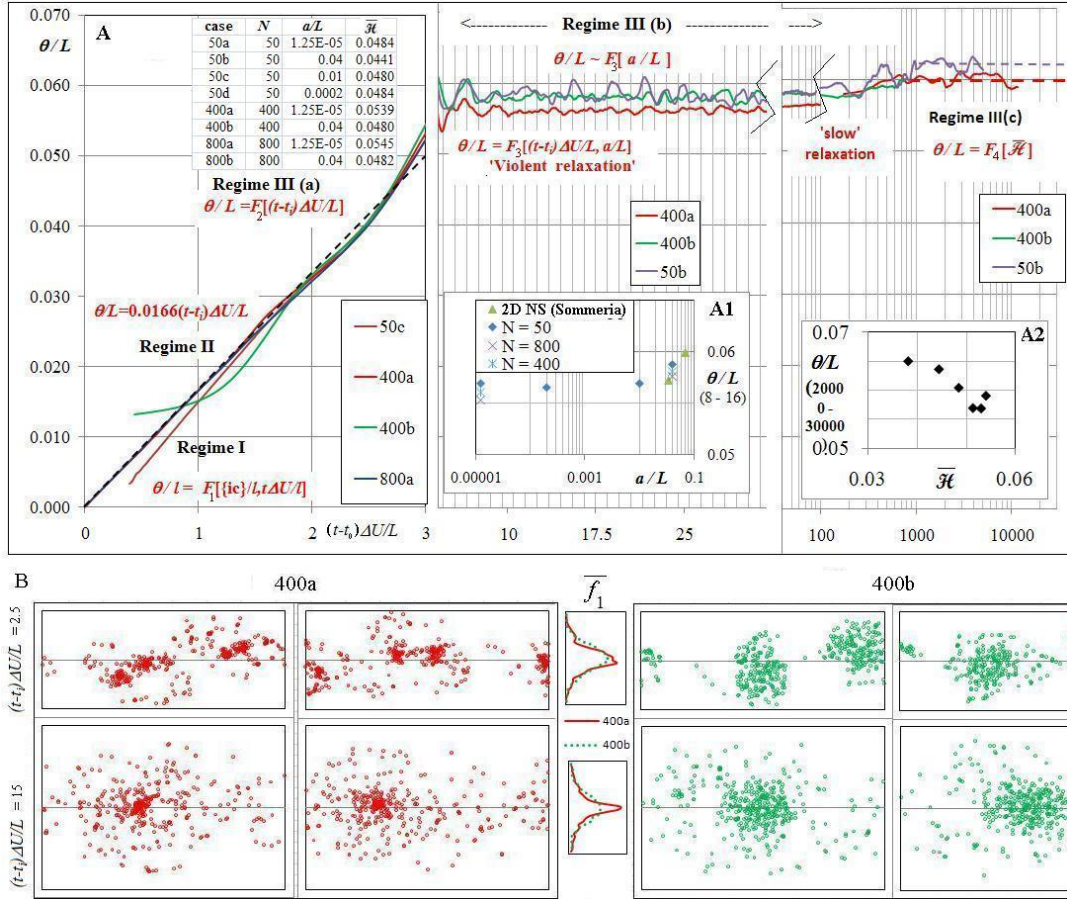 A
θ/L
0.070
0.060
0.050
0.040
0.030
0.020
0.010
0.000
case N a/L H̅
50a 50 1.25E-05 0.0484
50b 50 0.04 0.0441
50c 50 0.01 0.0480
50d 50 0.0002 0.0484
400a 400 1.25E-05 0.0539
400b 400 0.04 0.0480
800a 800 1.25E-05 0.0545
800b 800 0.04 0.0482
Regime III (a)
θ / L =F₂[(t-tᵢ)ΔU/L]
θ/L=0.0166(t-tᵢ)ΔU/L
Regime II
Regime I
θ / l = F₁[{ic}/l,tΔU/l]
50c
400a
400b
800a
0 1 2 (t-t₀)ΔU/L 3
Regime III (b)
θ/L ~ F₃[ a / L ]
θ/L = F₃[(t-tᵢ)ΔU/L, a/L]
'Violent relaxation'
400a
400b
50b
A1
2D NS (Sommeria)
N = 50
N = 800
N = 400
0.06
θ/L
(8 - 16)
0.05
0.00001 0.001 a / L 0.1
10 17.5 25
'slow'
relaxation
Regime III(c)
θ/L = F₄[H̅]
400a
400b
50b
A2
0.07
θ/L
(2000
0 -
30000
)
0.05
0.03 H̅ 0.06
100 1000 10000
B
400a f̅₁ 400b
(t-tᵢ)ΔU/L = 2.5
400a
400b
(t-tᵢ)ΔU/L = 15